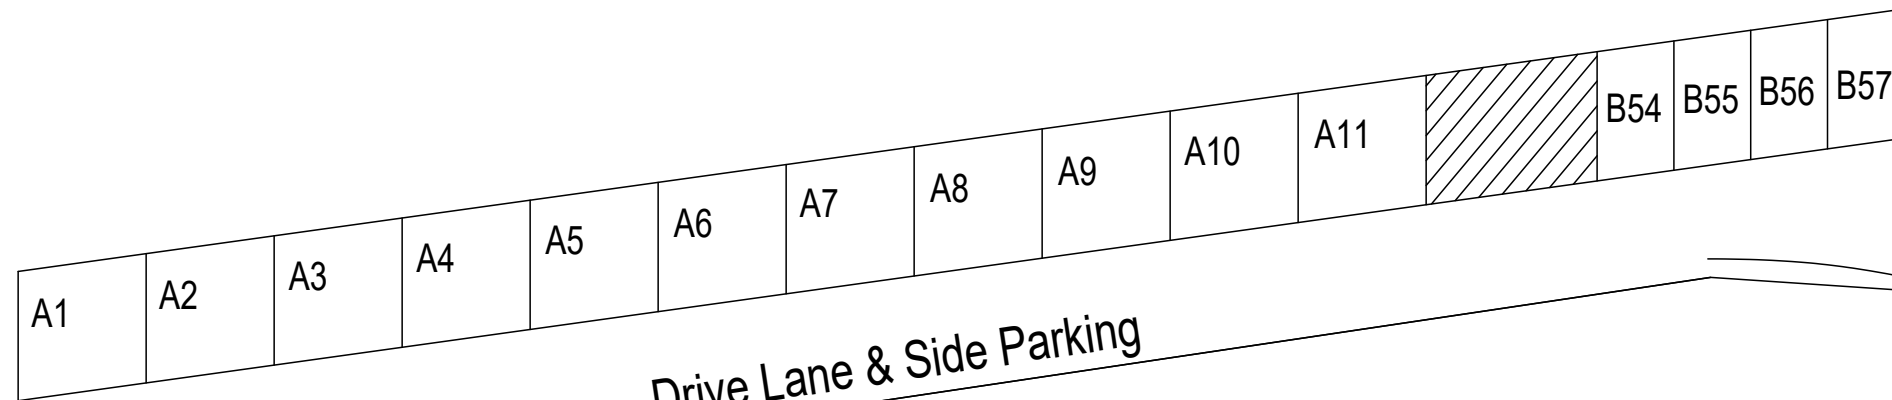 A1
A2
A3
A4
A5
A6
A7
A8
A9
A10
A11
B54
B55
B56
B57
Drive Lane & Side Parking